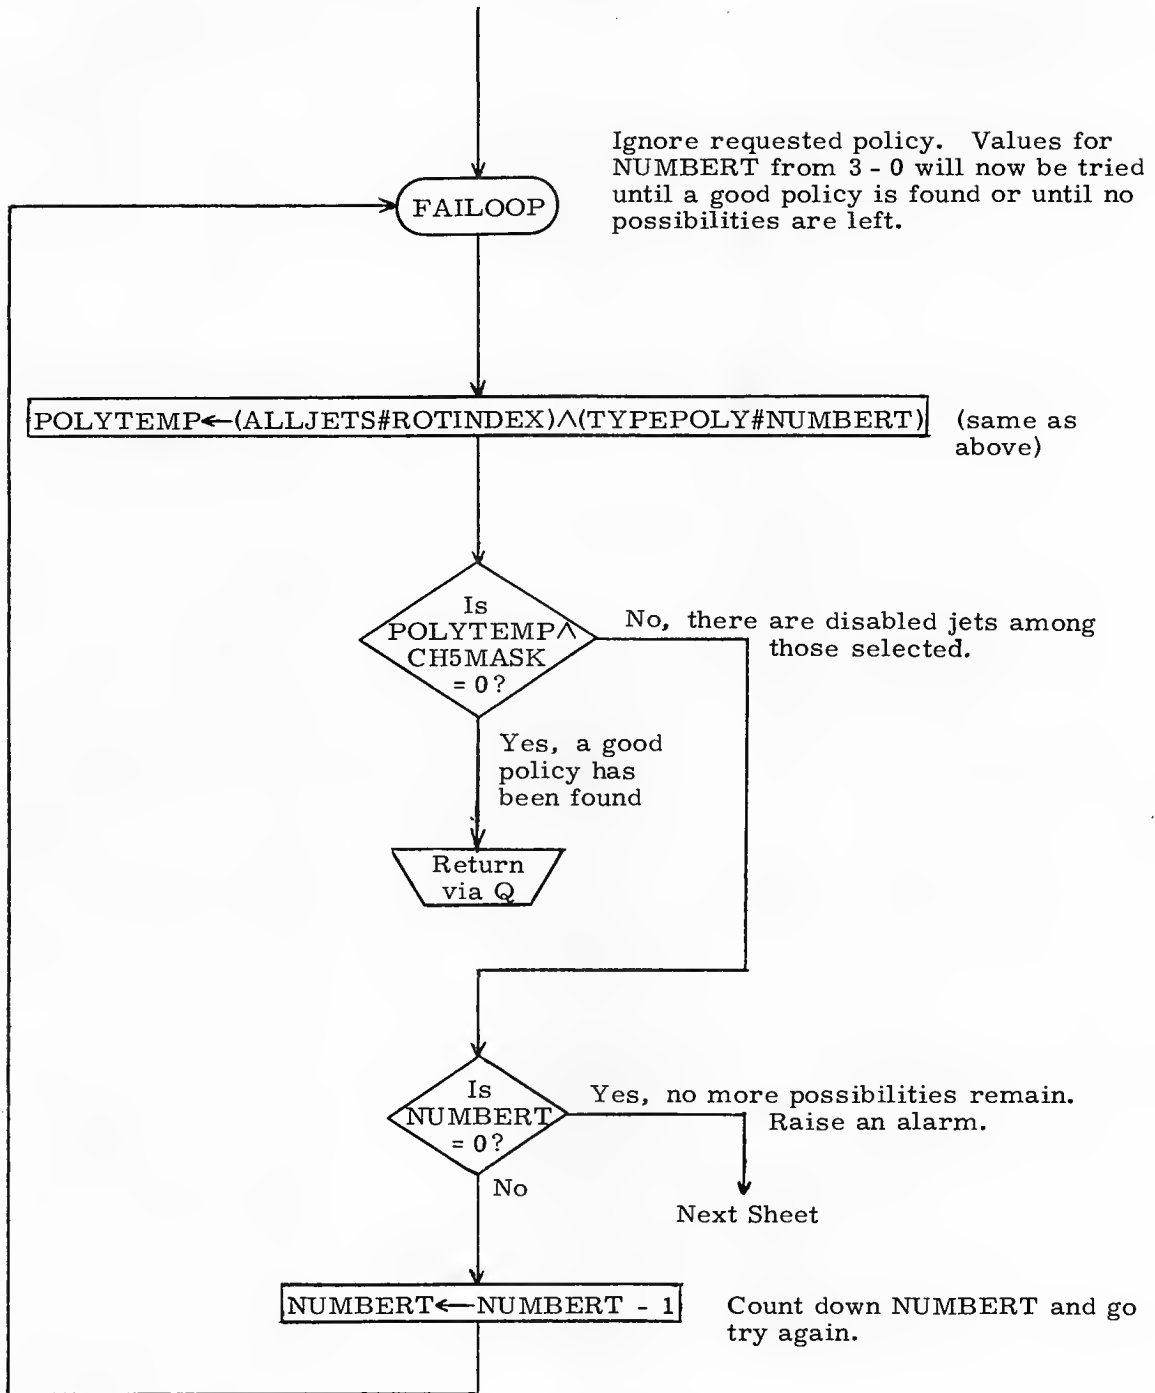 Ignore requested policy. Values for
NUMBERT from 3 - 0 will now be tried
until a good policy is found or until no
possibilities are left.
FAILOOP
POLYTEMP←(ALLJETS#ROTINDEX)∧(TYPEPOLY#NUMBERT)
(same as
above)
Is
POLYTEMP∧
CH5MASK
= 0?
No, there are disabled jets among
those selected.
Yes, a good
policy has
been found
Return
via Q
Is
NUMBERT
= 0?
Yes, no more possibilities remain.
Raise an alarm.
No
Next Sheet
NUMBERT←NUMBERT - 1
Count down NUMBERT and go
try again.